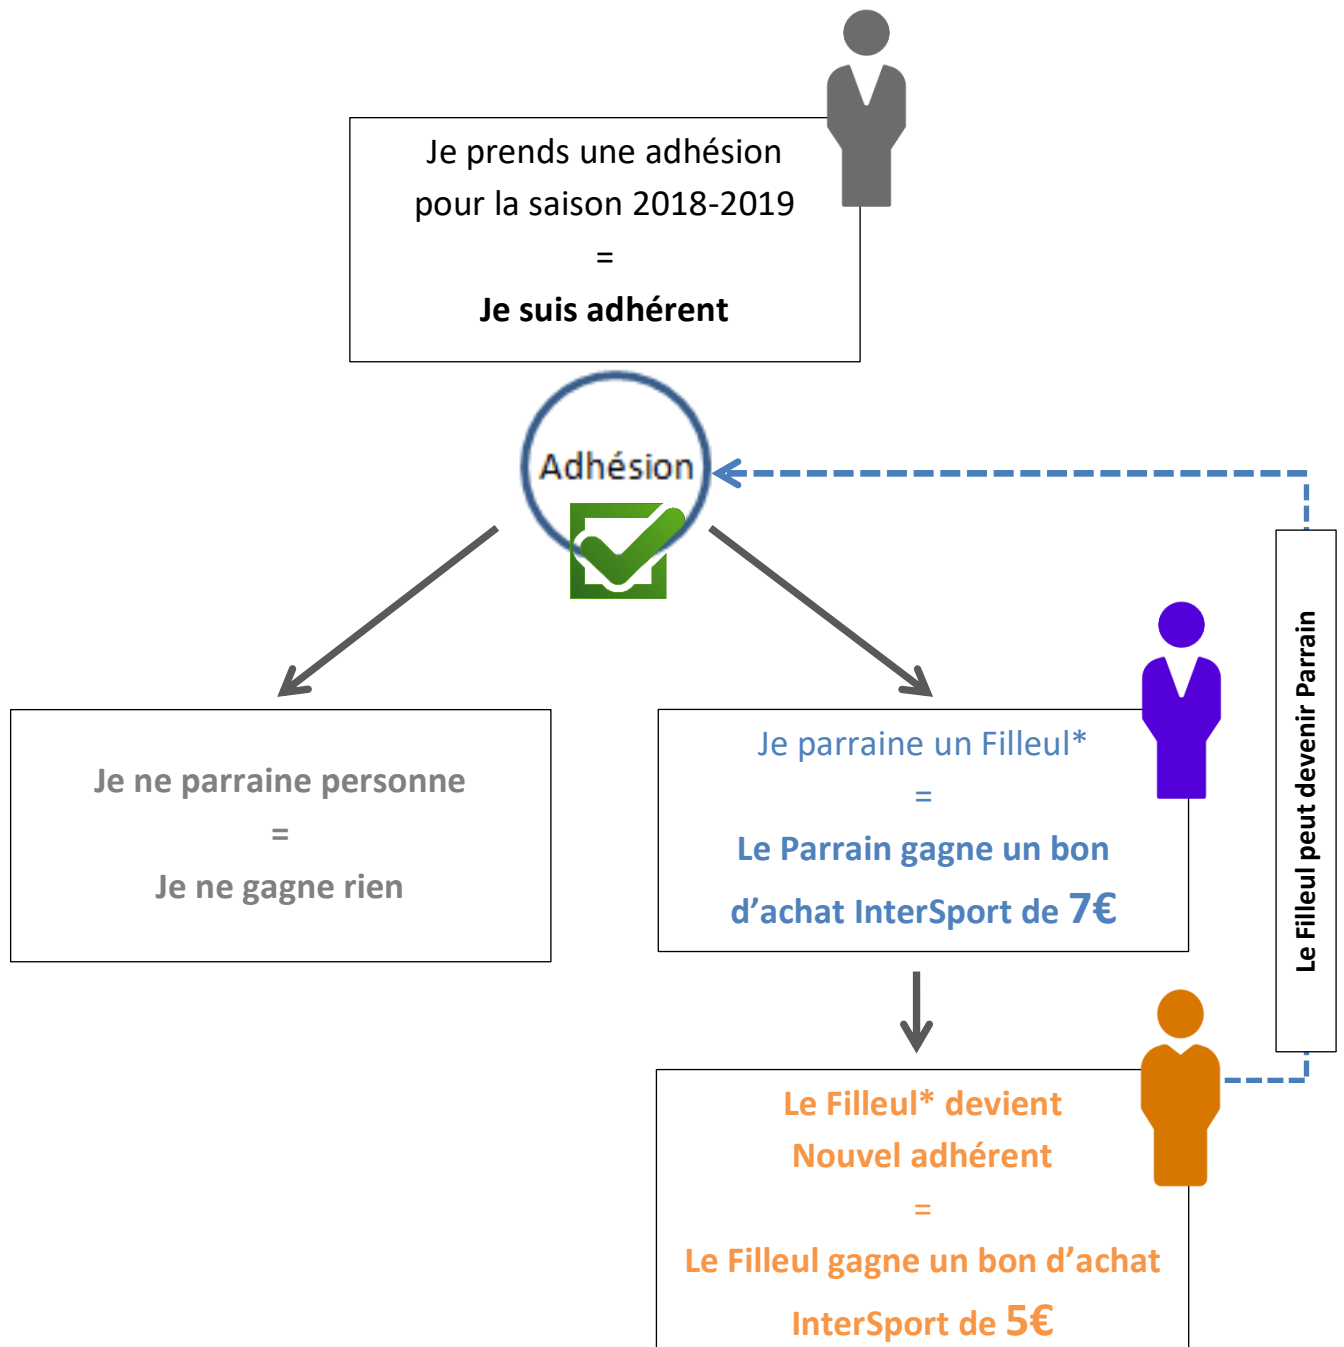 Je prends une adhésion
pour la saison 2018-2019
=
Je suis adhérent
Adhésion
Je ne parraine personne
=
Je ne gagne rien
Je parraine un Filleul*
=
Le Parrain gagne un bon
d’achat InterSport de 7€
Le Filleul peut devenir Parrain
Le Filleul* devient
Nouvel adhérent
=
Le Filleul gagne un bon d’achat
InterSport de 5€